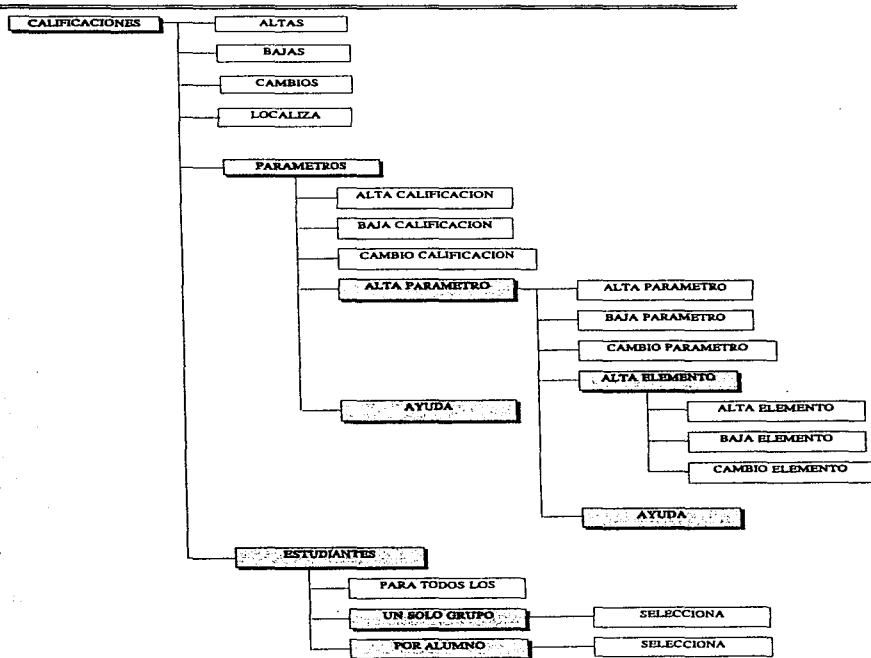 CALIFICACIONES
ALTAS
BAJAS
CAMBIOS
LOCALIZA
PARAMETROS
ALTA CALIFICACION
BAJA CALIFICACION
CAMBIO CALIFICACION
ALTA PARAMETRO
ALTA PARAMETRO
BAJA PARAMETRO
CAMBIO PARAMETRO
ALTA ELEMENTO
ALTA ELEMENTO
BAJA ELEMENTO
CAMBIO ELEMENTO
AYUDA
AYUDA
ESTUDIANTES
PARA TODOS LOS
UN SOLO GRUPO
SELECCIONA
POR ALUMNO
SELECCIONA